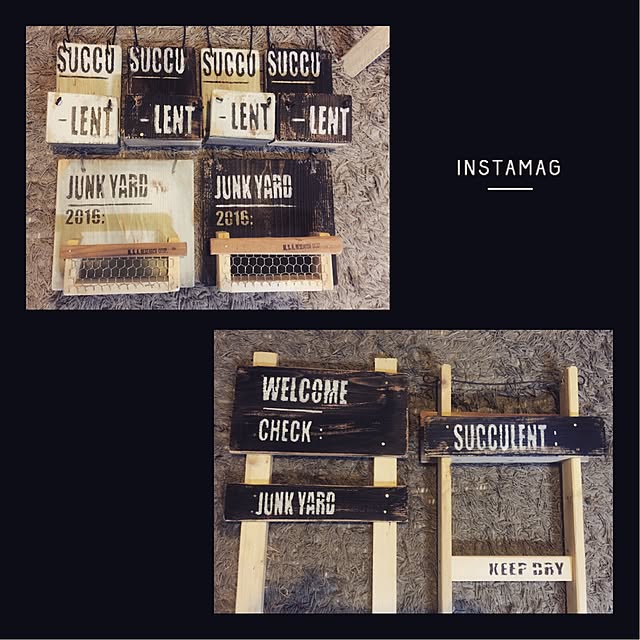 SUCCU
SUCCU
SUCCU
SUCCU
-LENT
-LENT
-LENT
-LENT
JUNK YARD
2016:
JUNK YARD
2016:
INSTAMAG
WELCOME
CHECK :
JUNK YARD
SUCCULENT :
KEEP DRY